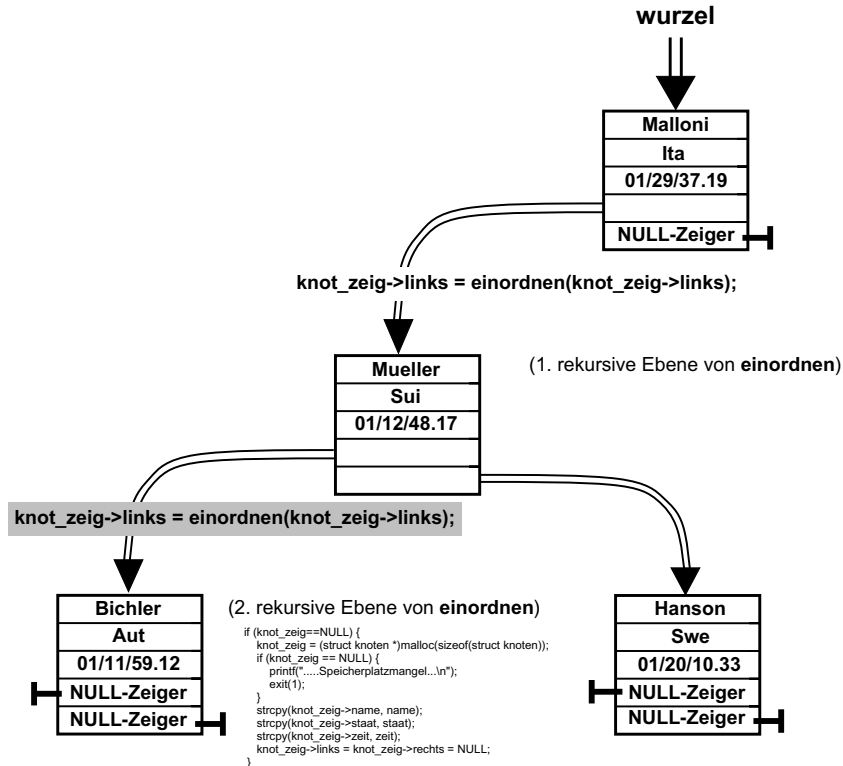 wurzel
Malloni
Ita
01/29/37.19
NULL-Zeiger
knot_zeig->links = einordnen(knot_zeig->links);
(1. rekursive Ebene von einordnen)
Mueller
Sui
01/12/48.17
knot_zeig->links = einordnen(knot_zeig->links);
Bichler
Aut
01/11/59.12
NULL-Zeiger
NULL-Zeiger
(2. rekursive Ebene von einordnen)
if (knot_zeig==NULL) {
knot_zeig = (struct knoten *)malloc(sizeof(struct knoten));
if (knot_zeig == NULL) {
printf(".....Speicherplatzmangel...\n");
exit(1);
}
strcpy(knot_zeig->name, name);
strcpy(knot_zeig->staat, staat);
strcpy(knot_zeig->zeit, zeit);
knot_zeig->links = knot_zeig->rechts = NULL;
}
Hanson
Swe
01/20/10.33
NULL-Zeiger
NULL-Zeiger